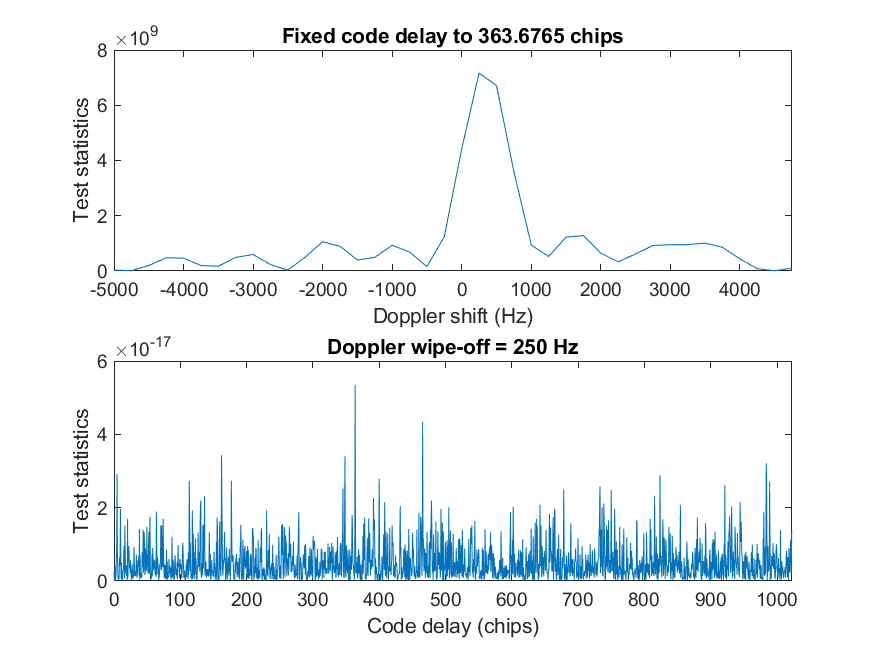 ×10^9
Fixed code delay to 363.6765 chips
8
6
4
2
0
Test statistics
-5000 -4000 -3000 -2000 -1000 0 1000 2000 3000 4000
Doppler shift (Hz)
×10^-17
Doppler wipe-off = 250 Hz
6
4
2
0
Test statistics
0 100 200 300 400 500 600 700 800 900 1000
Code delay (chips)